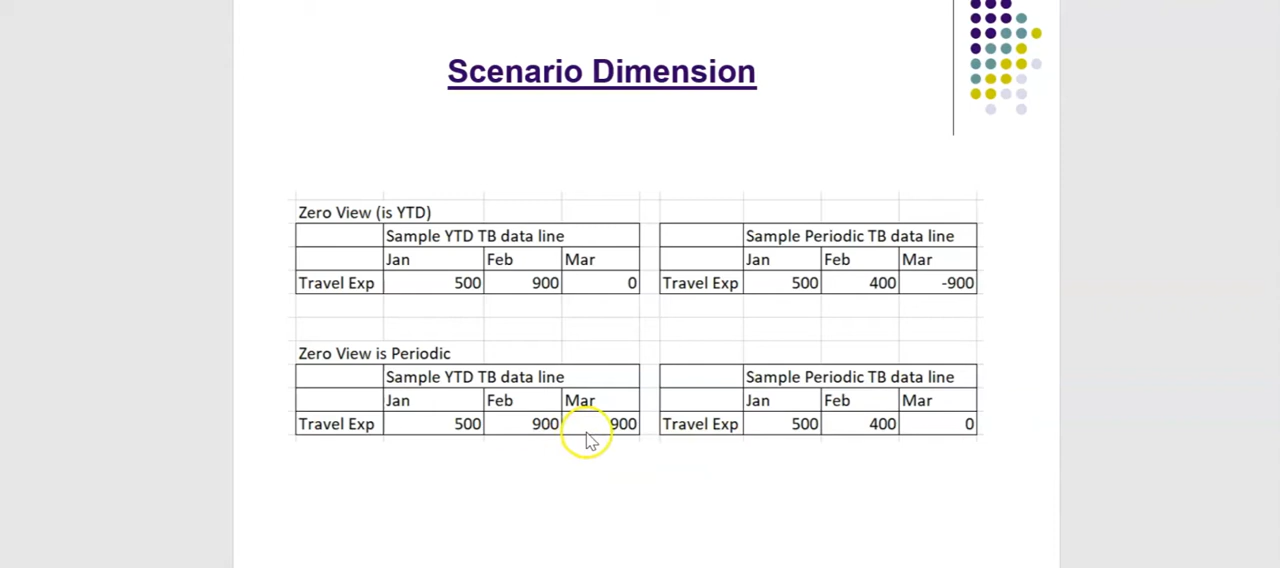 Scenario Dimension
Zero View (is YTD)
Sample YTD TB data line
Jan Feb Mar
Travel Exp 500 900 0
Sample Periodic TB data line
Jan Feb Mar
Travel Exp 500 400 -900
Zero View is Periodic
Sample YTD TB data line
Jan Feb Mar
Travel Exp 500 900 900
Sample Periodic TB data line
Jan Feb Mar
Travel Exp 500 400 0